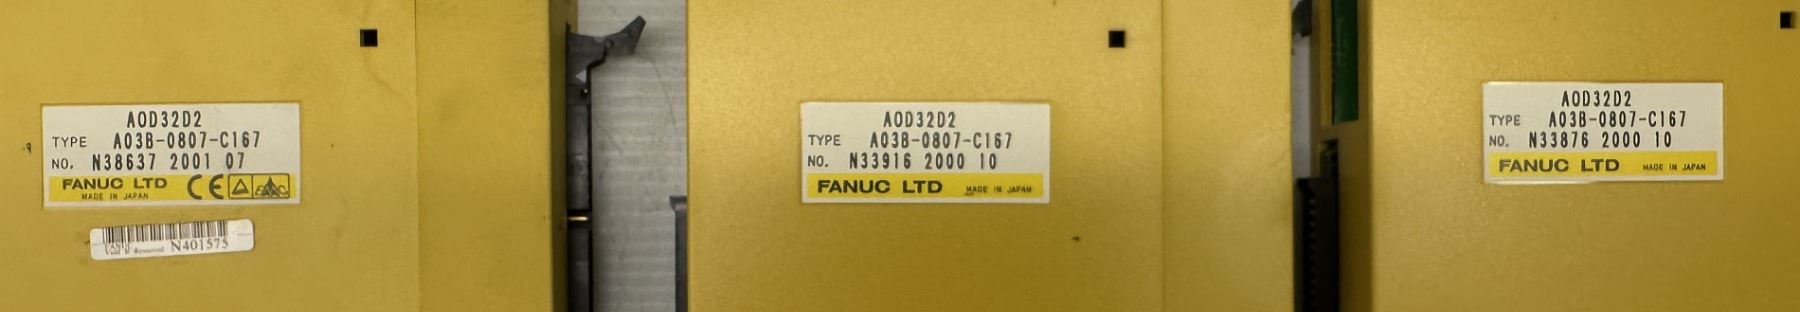 AOD32D2
TYPE A03B-0807-C167
NO. N38637 2001 07
FANUC LTD CE
MADE IN JAPAN
Removed N401575
AOD32D2
TYPE A03B-0807-C167
NO. N33916 2000 10
FANUC LTD MADE IN JAPAN
AOD32D2
TYPE A03B-0807-C167
NO. N33876 2000 10
FANUC LTD MADE IN JAPAN